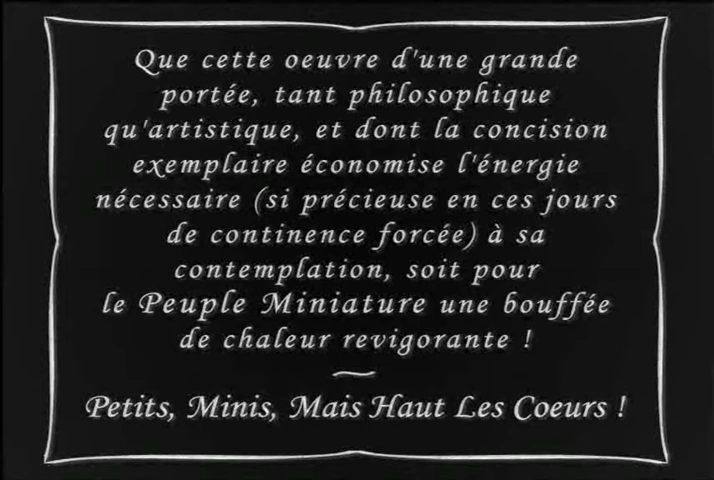 Que cette oeuvre d'une grande
portée, tant philosophique
qu'artistique, et dont la concision
exemplaire économise l'énergie
nécessaire (si précieuse en ces jours
de continence forcée) à sa
contemplation, soit pour
le Peuple Miniature une bouffée
de chaleur revigorante !
Petits, Minis, Mais Haut Les Coeurs !